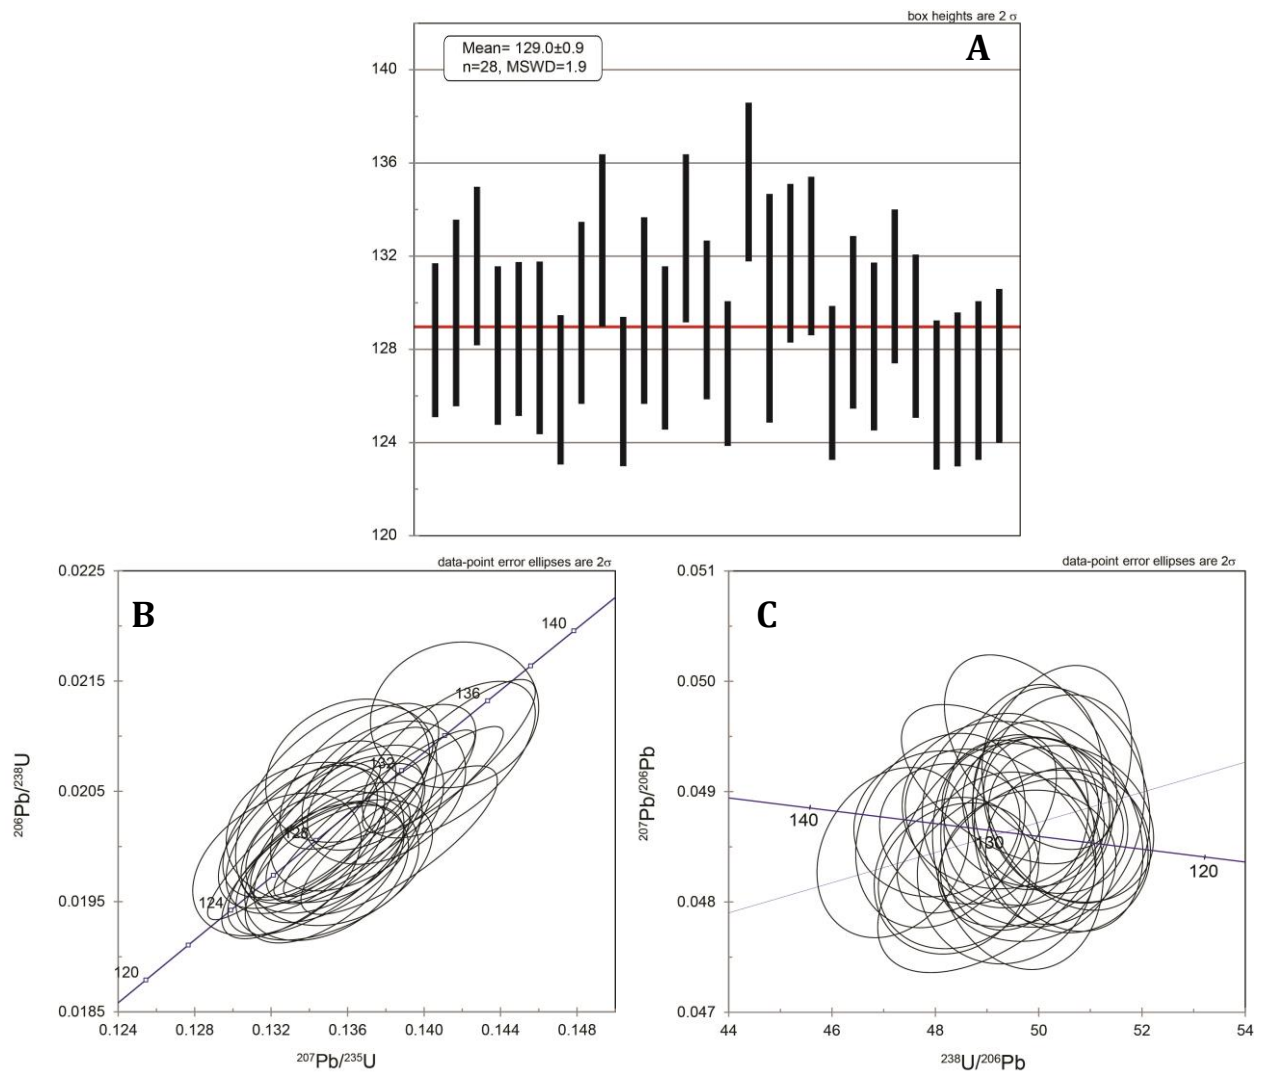 box heights are 2 σ
A
Mean= 129.0±0.9
n=28, MSWD=1.9
140
136
132
128
124
120
data-point error ellipses are 2σ
B
0.0225
0.0215
0.0205
0.0195
0.0185
206Pb/238U
140
136
132
128
124
120
0.124 0.128 0.132 0.136 0.140 0.144 0.148
207Pb/235U
data-point error ellipses are 2σ
C
0.051
0.050
0.049
0.048
0.047
207Pb/206Pb
140
130
120
44 46 48 50 52 54
238U/206Pb